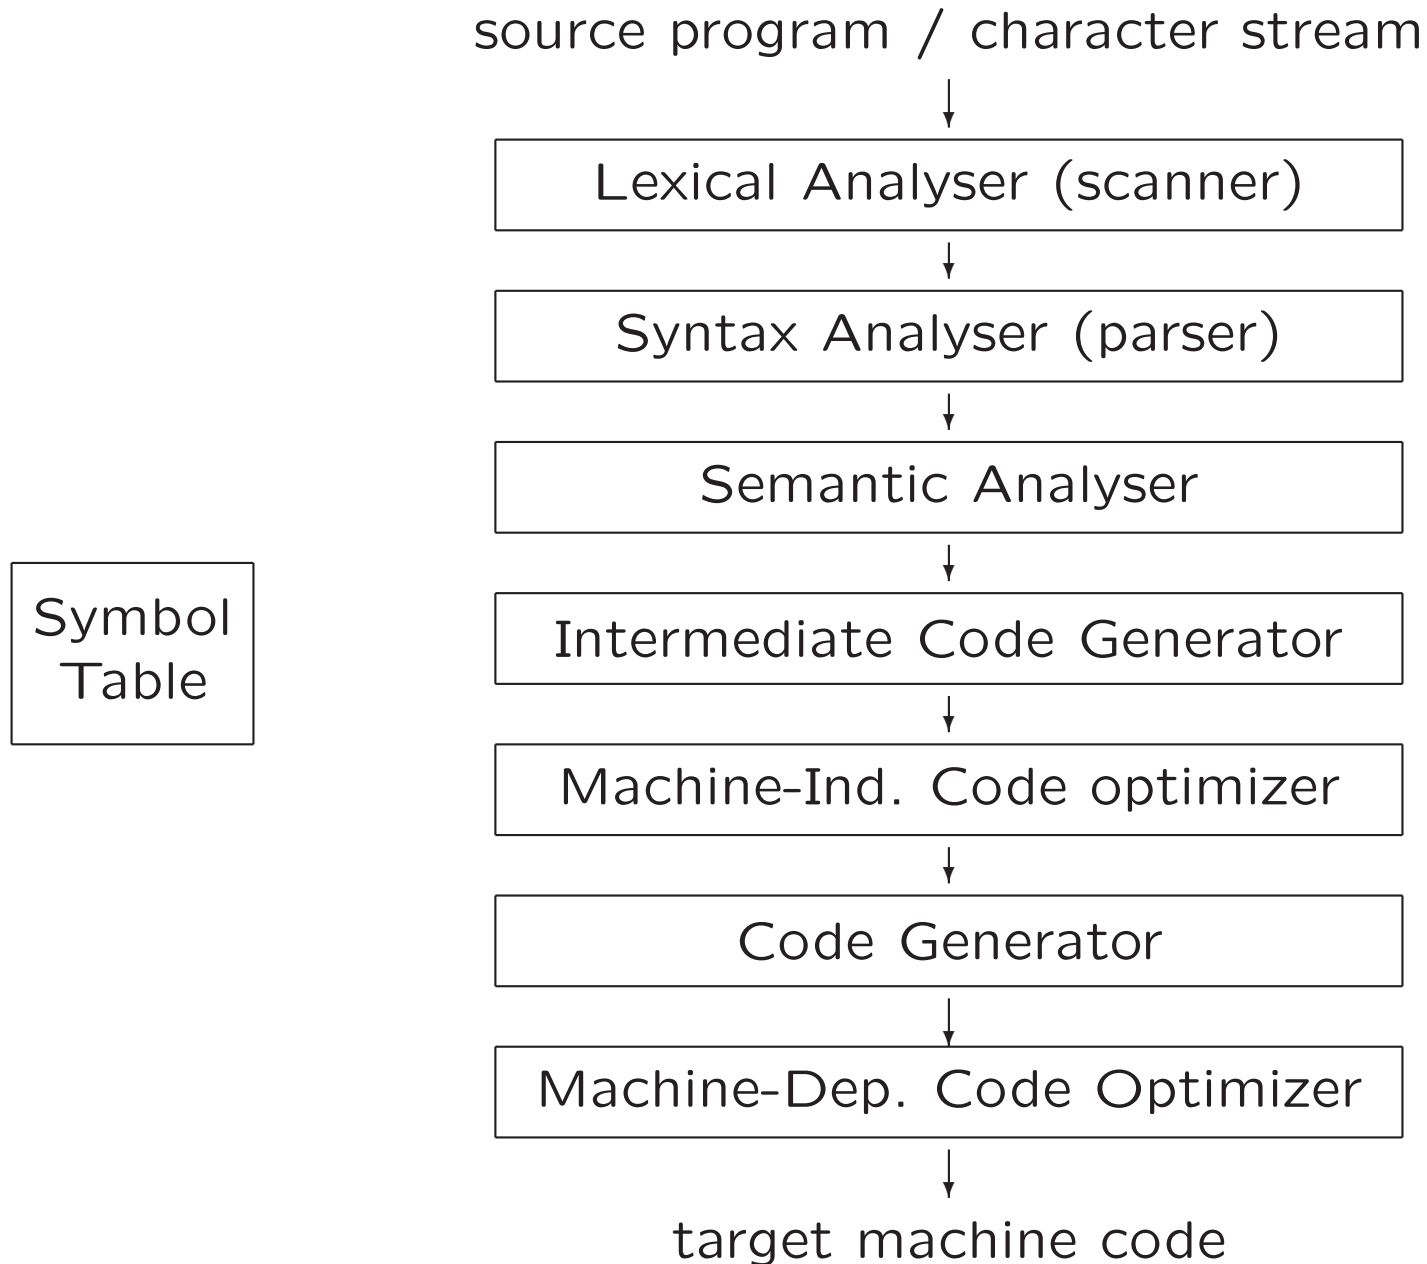 source program / character stream
Lexical Analyser (scanner)
Syntax Analyser (parser)
Semantic Analyser
Symbol
Table
Intermediate Code Generator
Machine-Ind. Code optimizer
Code Generator
Machine-Dep. Code Optimizer
target machine code